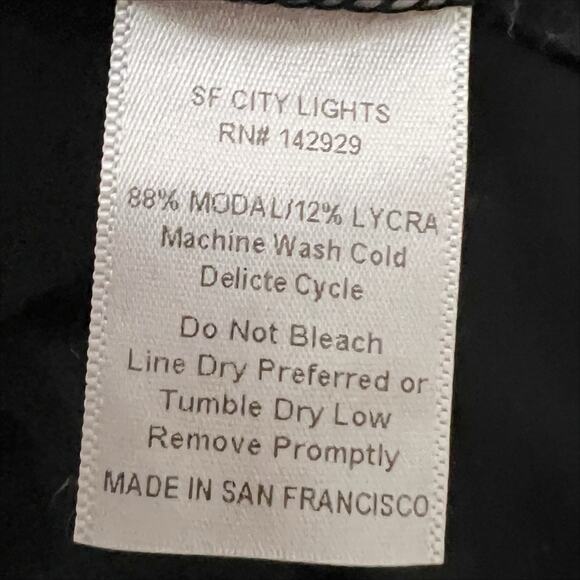 SF CITY LIGHTS
RN# 142929
88% MODAL/12% LYCRA
Machine Wash Cold
Delicte Cycle
Do Not Bleach
Line Dry Preferred or
Tumble Dry Low
Remove Promptly
MADE IN SAN FRANCISCO